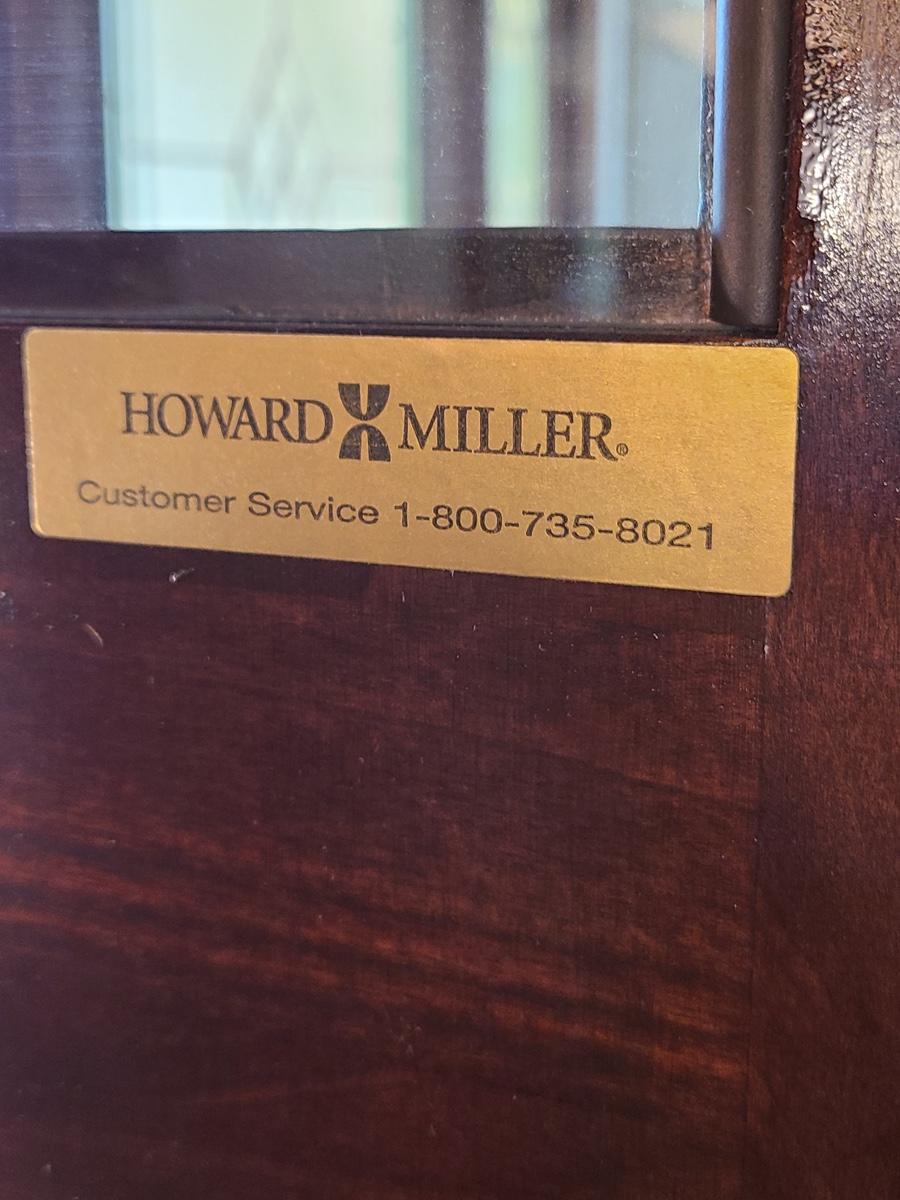 HOWARD MILLER®
Customer Service 1-800-735-8021